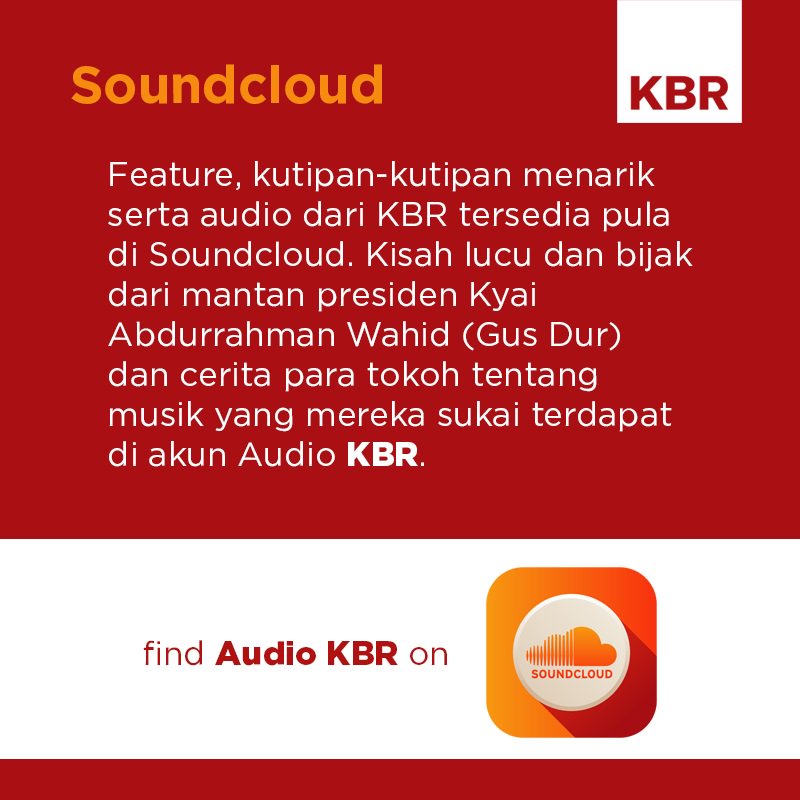 Soundcloud
KBR
Feature, kutipan-kutipan menarik
serta audio dari KBR tersedia pula
di Soundcloud. Kisah lucu dan bijak
dari mantan presiden Kyai
Abdurrahman Wahid (Gus Dur)
dan cerita para tokoh tentang
musik yang mereka sukai terdapat
di akun Audio KBR.
find Audio KBR on
SOUNDCLOUD